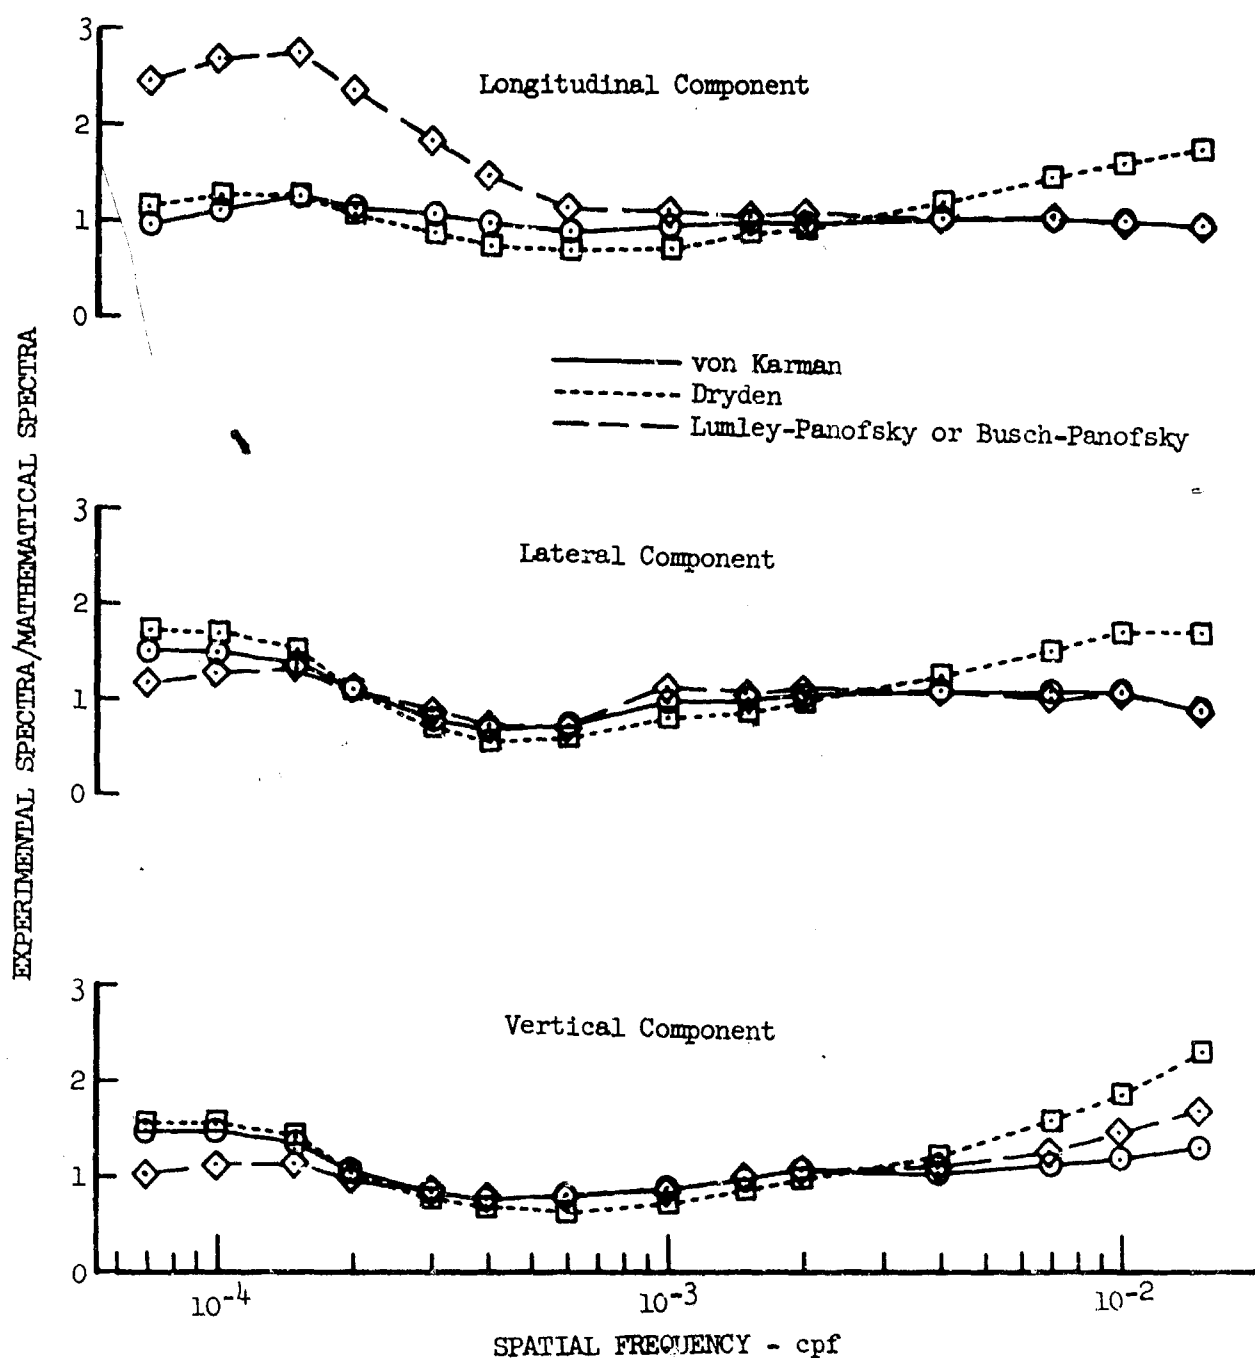 EXPERIMENTAL SPECTRA/MATHEMATICAL SPECTRA
3
2
1
0
Longitudinal Component
von Karman
Dryden
Lumley-Panofsky or Busch-Panofsky
3
2
1
0
Lateral Component
3
2
1
0
Vertical Component
10⁻⁴
10⁻³
10⁻²
SPATIAL FREQUENCY - cpf